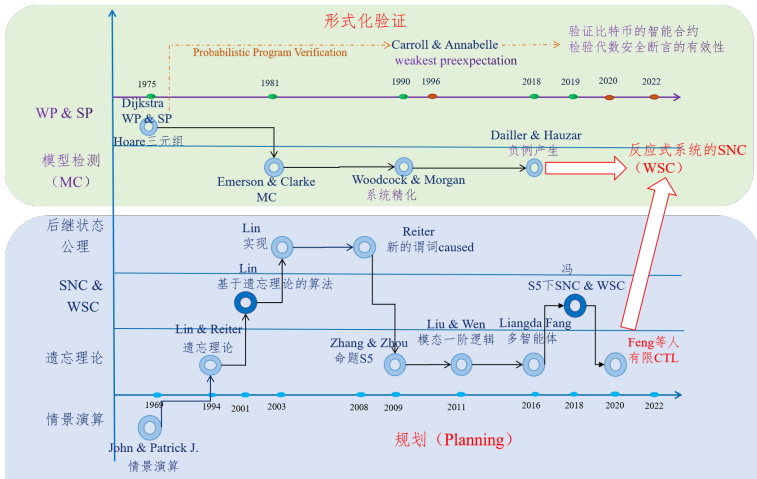 形式化验证
验证比特币的智能合约
检验代数安全断言的有效性
Probabilistic Program Verification
Carroll & Annabelle
weakest preexpectation
1975
1981
1990
1996
2018
2019
2020
2022
WP & SP
Dijkstra
WP & SP
Hoare三元组
模型检测
（MC）
Emerson & Clarke
MC
Woodcock & Morgan
系统精化
Dailler & Hauzar
负例产生
反应式系统的SNC
（WSC）
后继状态
公理
Lin
实现
Reiter
新的谓词caused
SNC &
WSC
Lin
基于遗忘理论的算法
冯
S5下SNC & WSC
遗忘理论
Lin & Reiter
遗忘理论
Zhang & Zhou
命题S5
Liu & Wen
模态一阶逻辑
Liangda Fang
多智能体
Feng等人
有限CTL
1969
1994
2001
2003
2008
2009
2011
2016
2018
2020
2022
情景演算
John & Patrick J.
情景演算
规划（Planning）